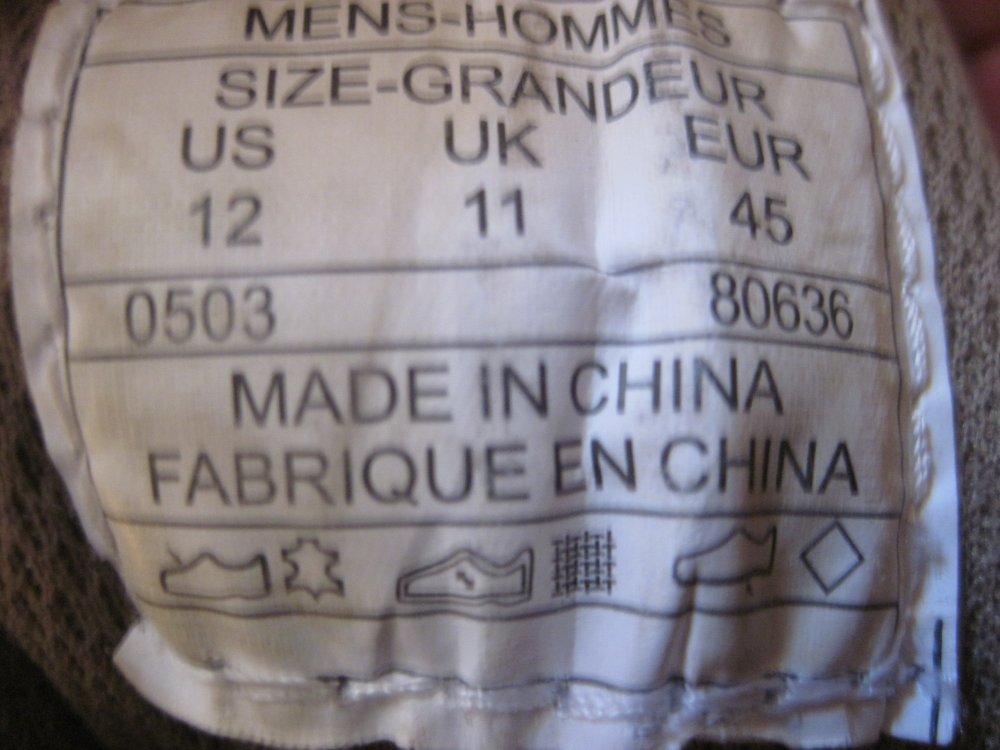 MENS-HOMMES
SIZE-GRANDEUR
US UK EUR
12 11 45
0503 80636
MADE IN CHINA
FABRIQUE EN CHINA